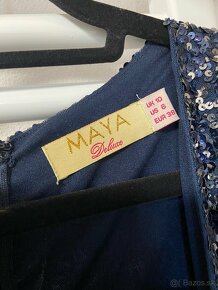 MAYA
Deluxe
UK 10
US 6
EUR 38
bazos.sk